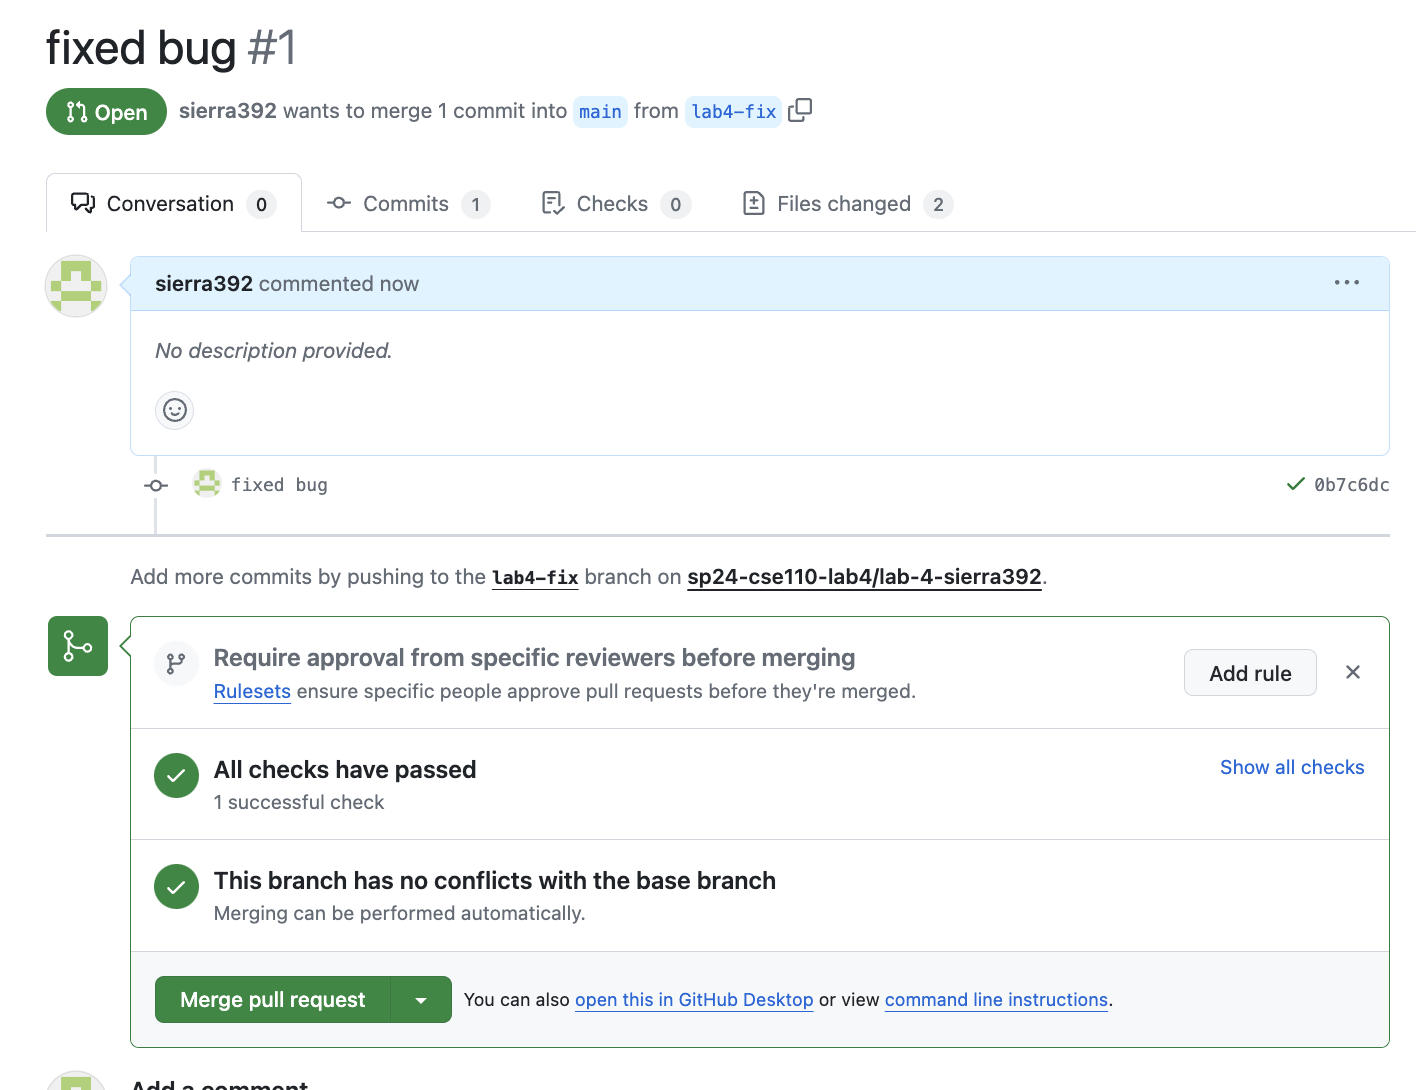 fixed bug #1
Open sierra392 wants to merge 1 commit into main from lab4-fix
Conversation 0 Commits 1 Checks 0 Files changed 2
sierra392 commented now
No description provided.
fixed bug 0b7c6dc
Add more commits by pushing to the lab4-fix branch on sp24-cse110-lab4/lab-4-sierra392.
Require approval from specific reviewers before merging
Rulesets ensure specific people approve pull requests before they're merged.
Add rule
All checks have passed
Show all checks
1 successful check
This branch has no conflicts with the base branch
Merging can be performed automatically.
Merge pull request You can also open this in GitHub Desktop or view command line instructions.
Add a comment